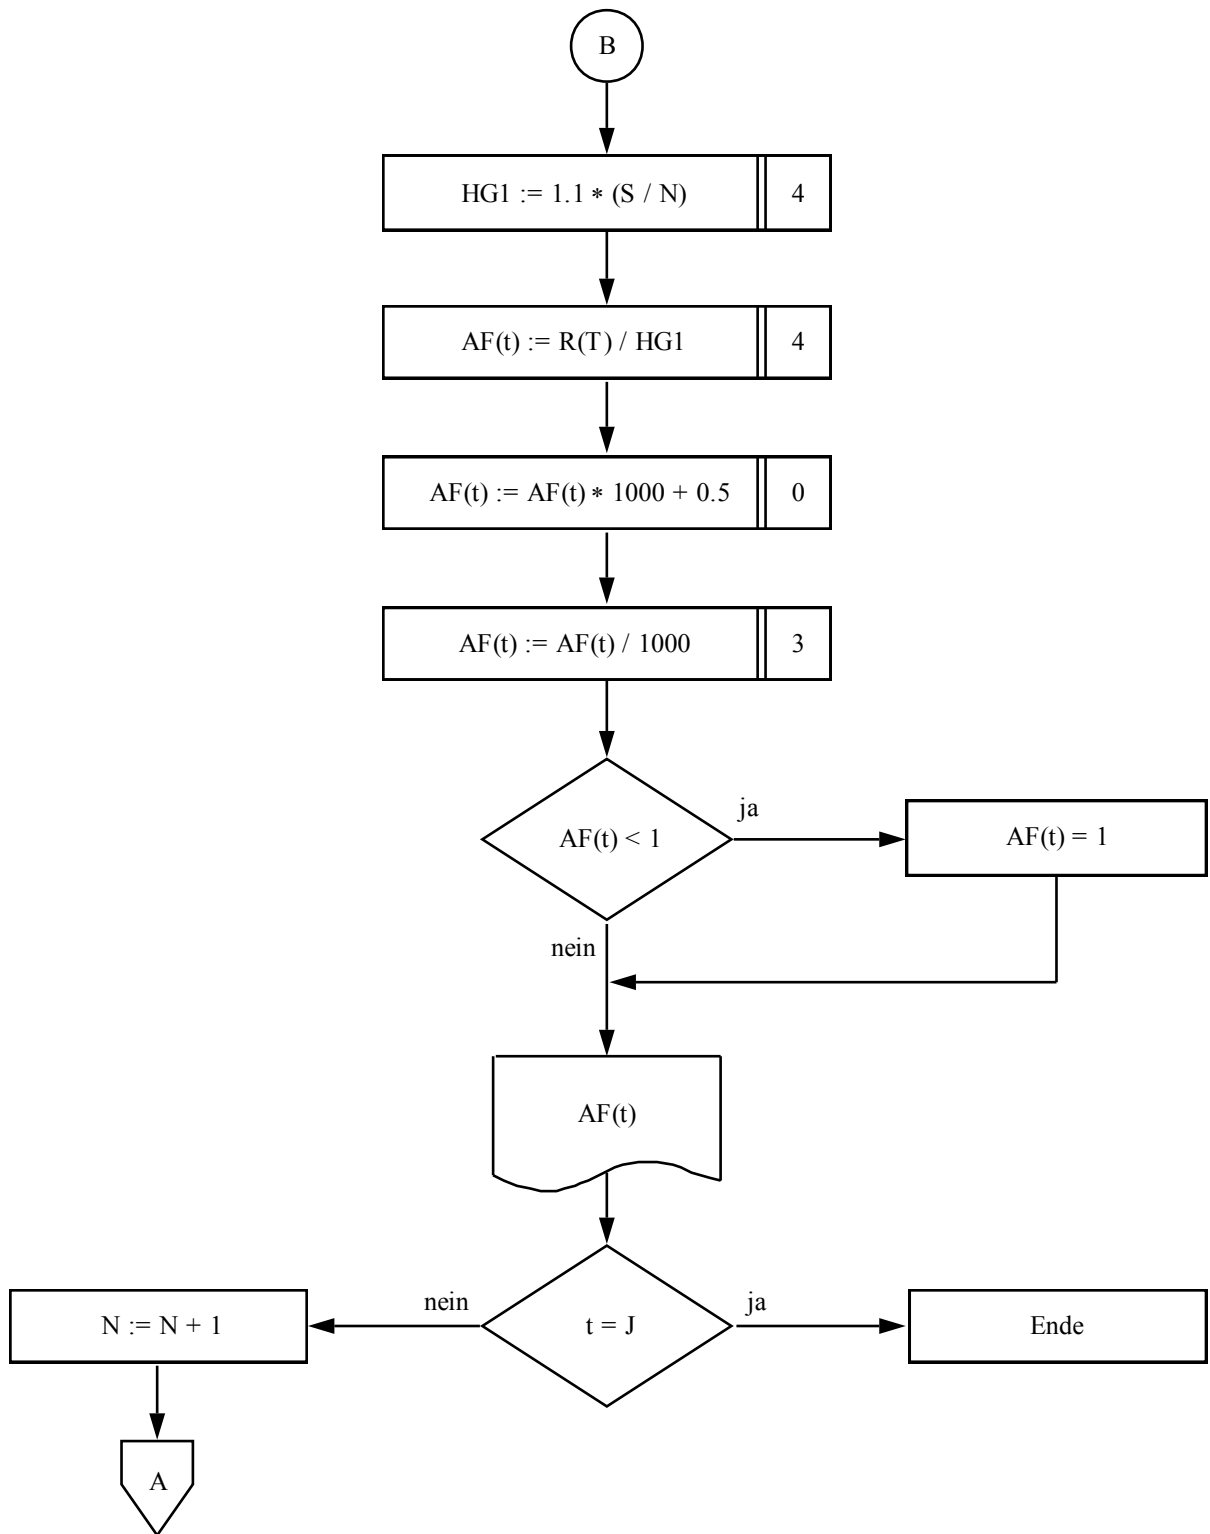 B
HG1 := 1.1 * (S / N) 4
AF(t) := R(T) / HG1 4
AF(t) := AF(t) * 1000 + 0.5 0
AF(t) := AF(t) / 1000 3
AF(t) < 1
ja
AF(t) = 1
nein
AF(t)
N := N + 1
nein
t = J
ja
Ende
A